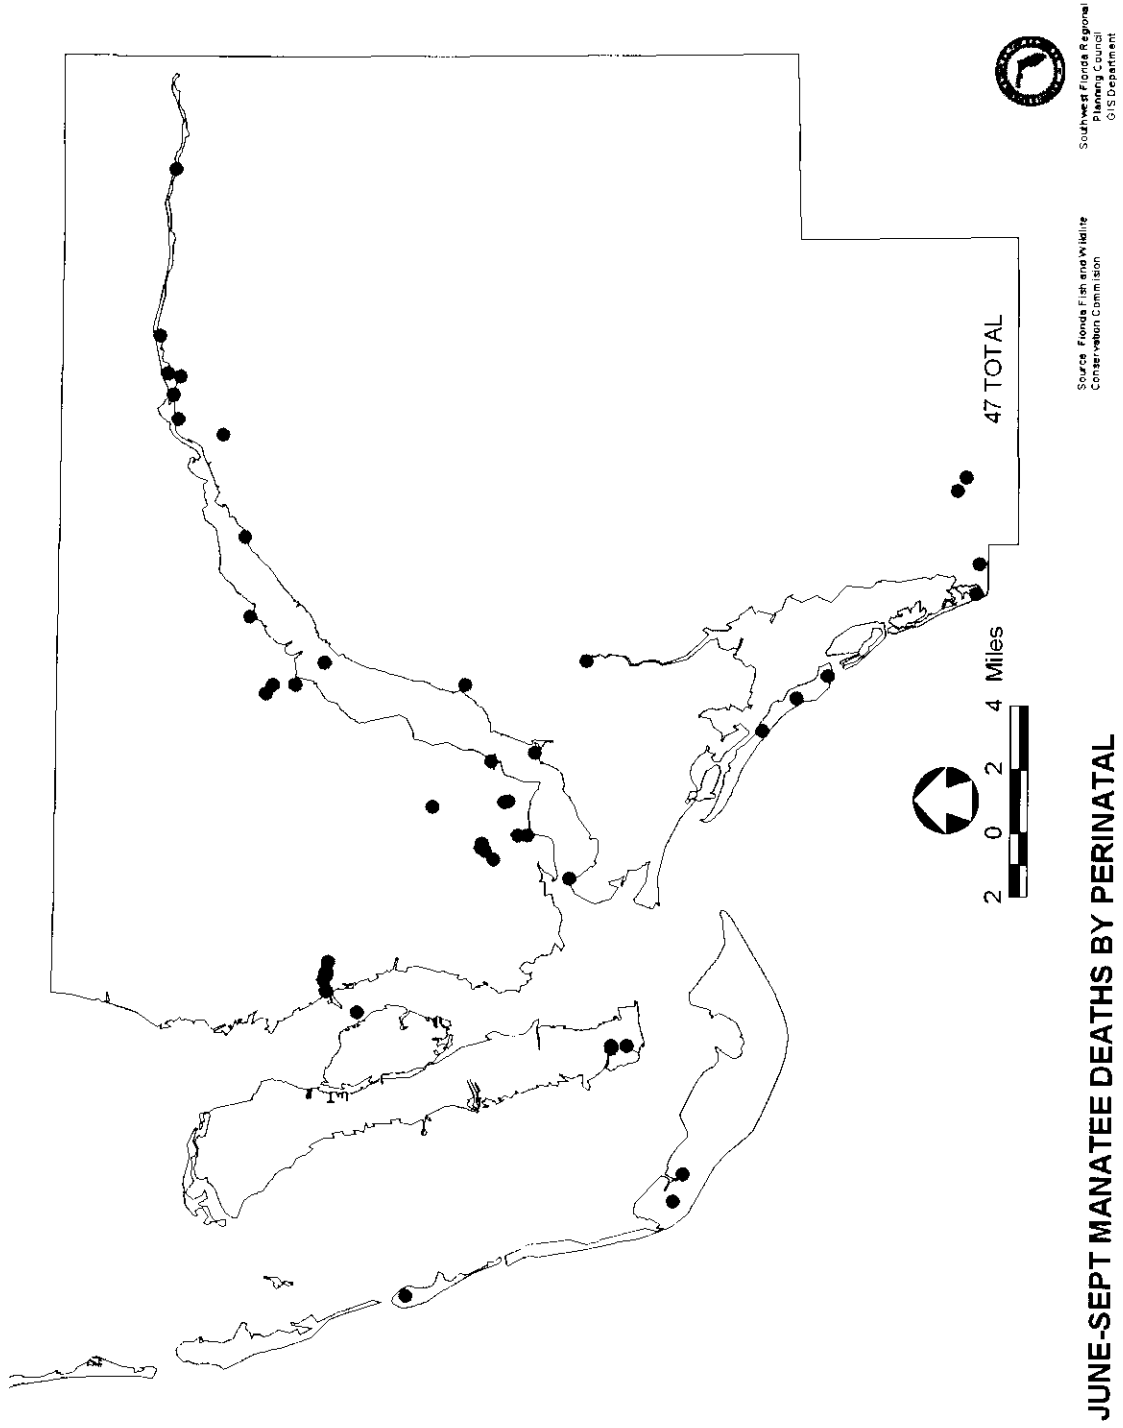 JUNE-SEPT MANATEE DEATHS BY PERINATAL
2 0 2 4 Miles
47 TOTAL
Source Florida Fish and Wildlife
Conservation Commision
Southwest Florida Regional
Planning Council
GIS Department